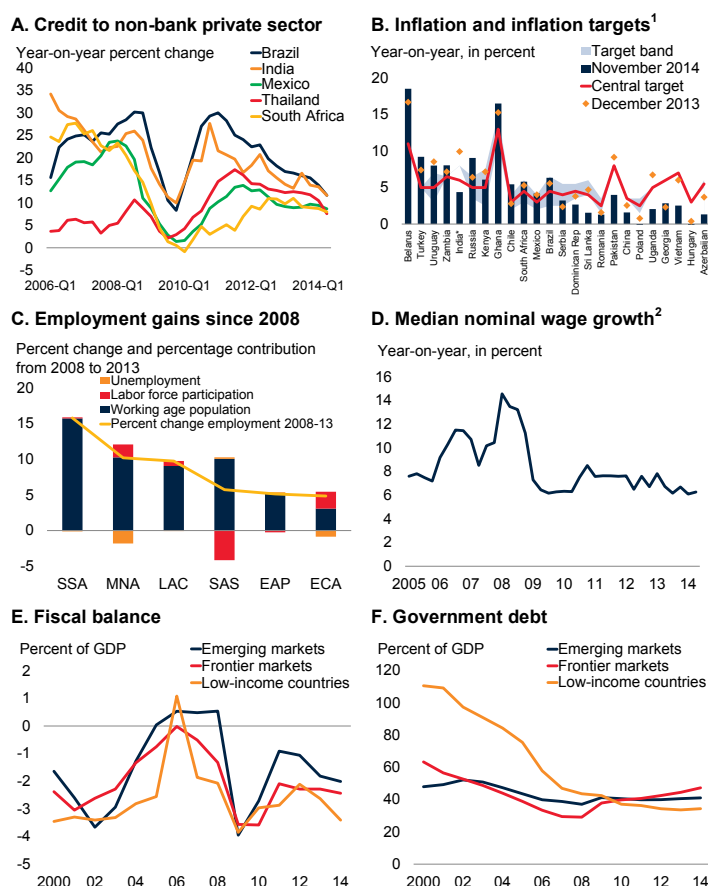 A. Credit to non-bank private sector
Year-on-year percent change
Brazil
India
Mexico
Thailand
South Africa
40
35
30
25
20
15
10
5
0
-5
2006-Q1 2008-Q1 2010-Q1 2012-Q1 2014-Q1
B. Inflation and inflation targets¹
Year-on-year, in percent
Target band
November 2014
Central target
December 2013
20
15
10
5
0
Belarus
Turkey
Uruguay
Zambia
India*
Russia
Kenya
Ghana
Chile
South Africa
Mexico
Brazil
Serbia
Dominican Rep
Sri Lanka
Romania
Pakistan
China
Poland
Uganda
Georgia
Vietnam
Hungary
Azerbaijan
C. Employment gains since 2008
Percent change and percentage contribution
from 2008 to 2013
Unemployment
Labor force participation
Working age population
Percent change employment 2008-13
20
15
10
5
0
-5
SSA MNA LAC SAS EAP ECA
D. Median nominal wage growth²
Year-on-year, in percent
16
14
12
10
8
6
4
2
0
2005 06 07 08 09 10 11 12 13 14
E. Fiscal balance
Percent of GDP
Emerging markets
Frontier markets
Low-income countries
2
1
0
-1
-2
-3
-4
-5
2000 02 04 06 08 10 12 14
F. Government debt
Percent of GDP
Emerging markets
Frontier markets
Low-income countries
120
100
80
60
40
20
0
2000 02 04 06 08 10 12 14